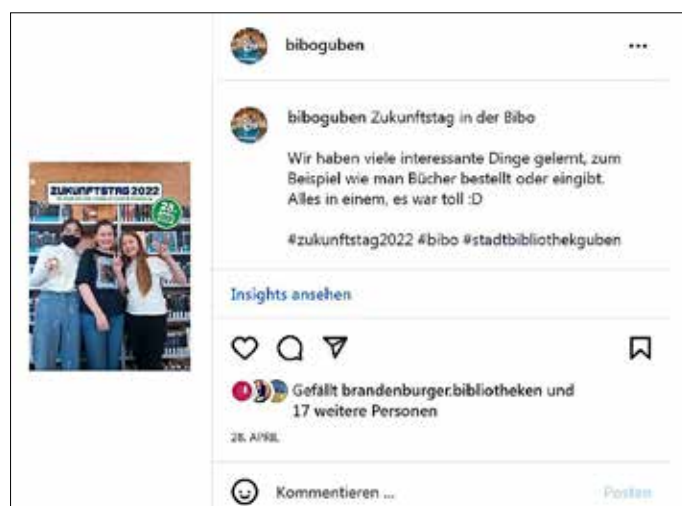 biboguben
biboguben Zukunftstag in der Bibo
Wir haben viele interessante Dinge gelernt, zum
Beispiel wie man Bücher bestellt oder eingibt.
Alles in einem, es war toll :D
#zukunftstag2022 #bibo #stadtbibliothekguben
ZUKUNFTSTAG 2022
28.
Insights ansehen
Gefällt brandenburger.bibliotheken und
17 weitere Personen
28. APRIL
Kommentieren ...
Posten